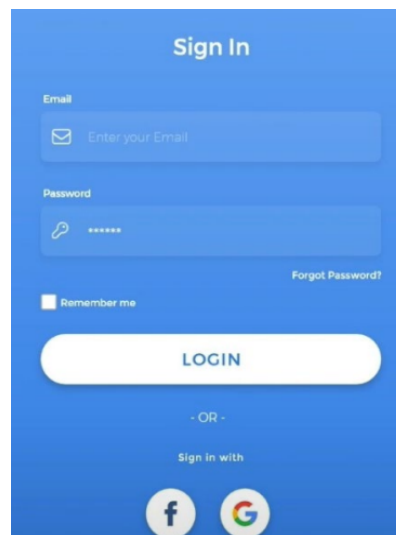 Sign In
Email
Enter your Email
Password
••••••
Forgot Password?
Remember me
LOGIN
- OR -
Sign in with
f G